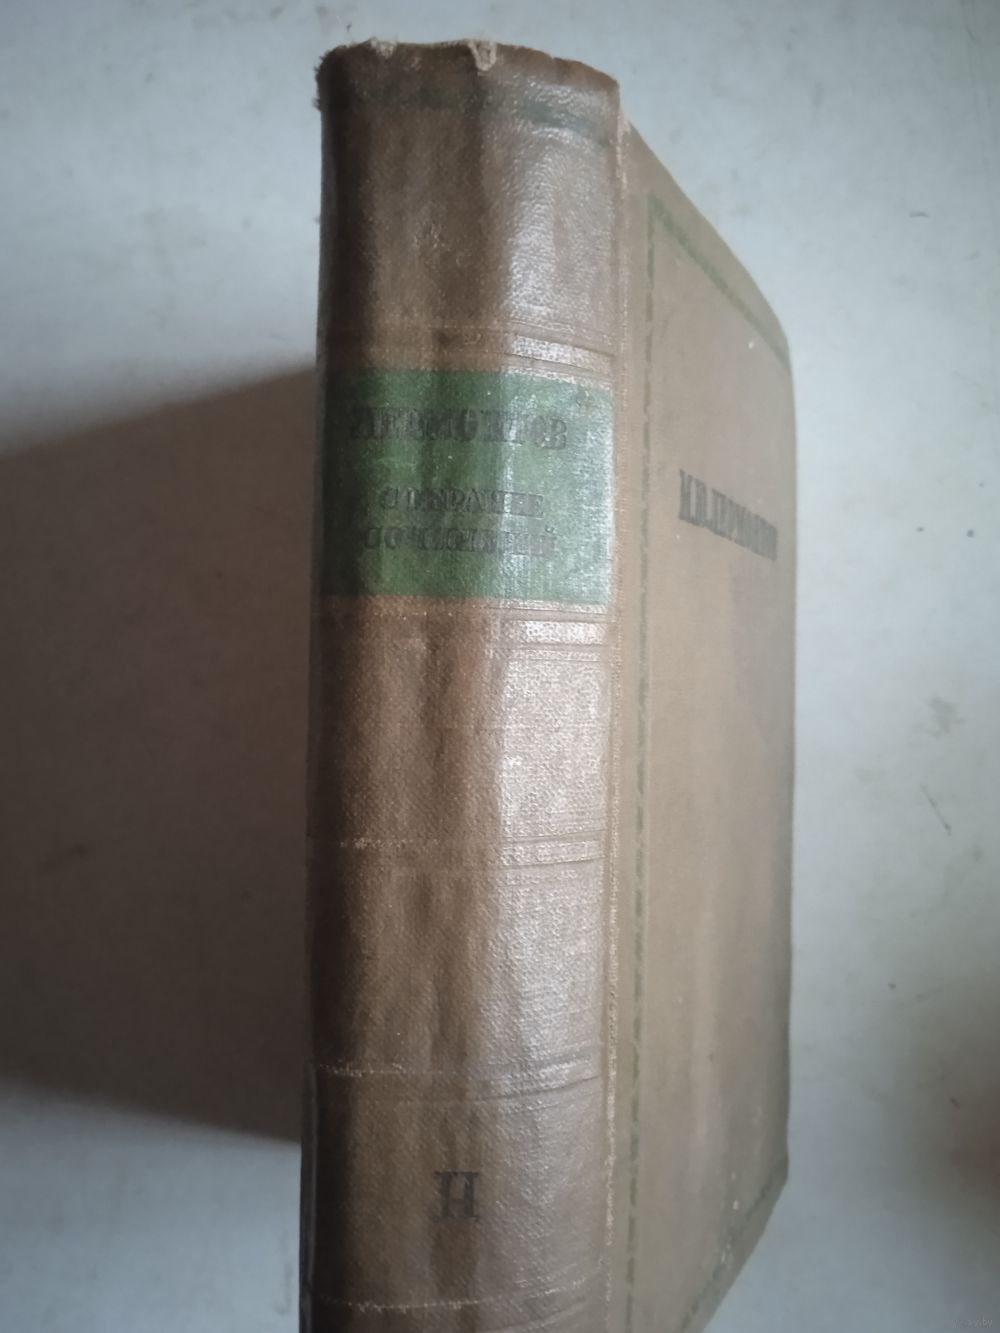 ЛЕРМОНТОВ
СОБРАНИЕ
СОЧИНЕНИЙ
М.Ю.ЛЕРМОНТОВ
II